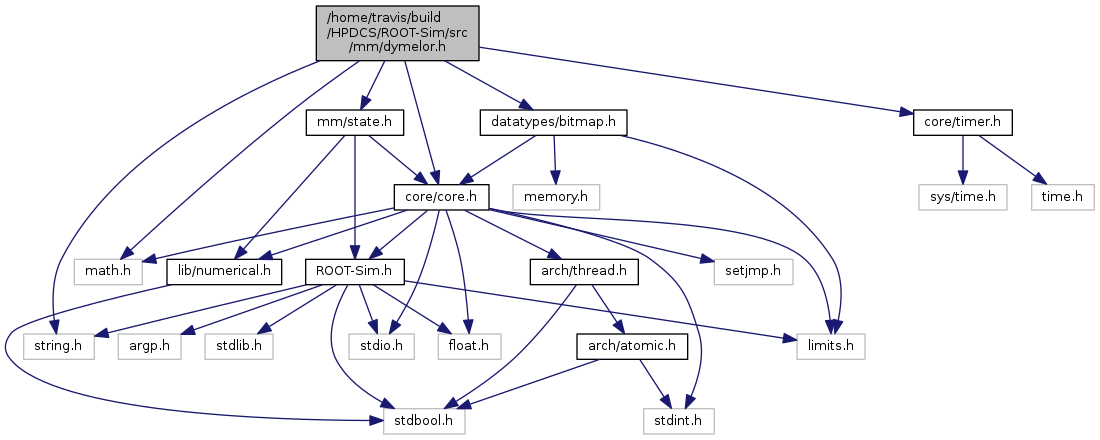 /home/travis/build
/HPDCS/ROOT-Sim/src
/mm/dymelor.h
mm/state.h
datatypes/bitmap.h
core/timer.h
core/core.h
memory.h
sys/time.h
time.h
math.h
lib/numerical.h
ROOT-Sim.h
arch/thread.h
setjmp.h
string.h
argp.h
stdlib.h
stdio.h
float.h
arch/atomic.h
limits.h
stdbool.h
stdint.h